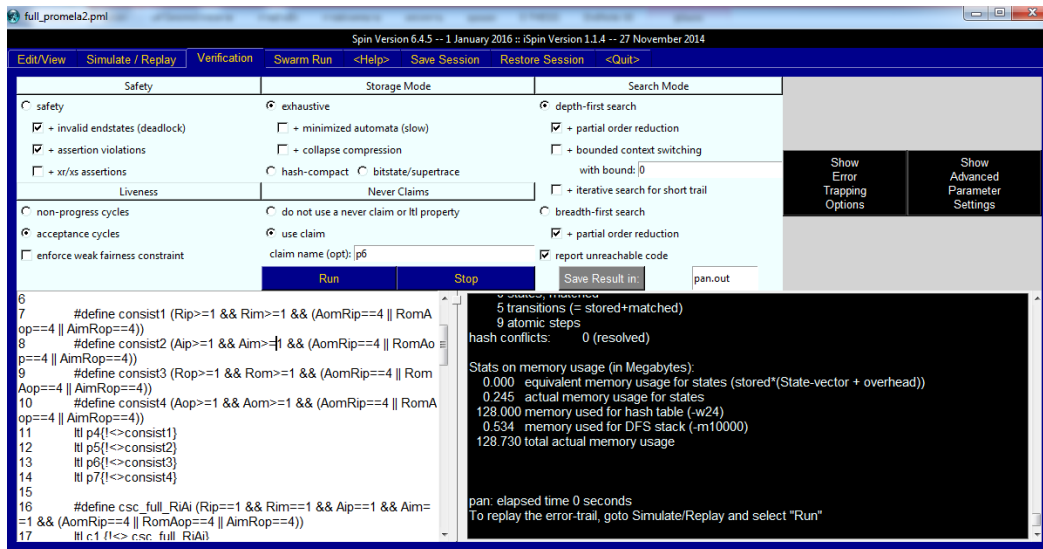 full_promela2.pml
Spin Version 6.4.5 -- 1 January 2016 :: iSpin Version 1.1.4 -- 27 November 2014
Edit/View Simulate / Replay Verification Swarm Run <Help> Save Session Restore Session <Quit>
Safety Storage Mode Search Mode
safety exhaustive depth-first search
+ invalid endstates (deadlock) + minimized automata (slow) + partial order reduction
+ assertion violations + collapse compression + bounded context switching
+ xr/xs assertions hash-compact bitstate/supertrace with bound: 0
Liveness Never Claims + iterative search for short trail
non-progress cycles do not use a never claim or ltl property breadth-first search
acceptance cycles use claim + partial order reduction
enforce weak fairness constraint claim name (opt): p6 report unreachable code
Run Stop Save Result in: pan.out
Show
Error
Trapping
Options
Show
Advanced
Parameter
Settings
6
7 #define consist1 (Rip>=1 && Rim>=1 && (AomRip==4 || RomA
op==4 || AimRop==4))
8 #define consist2 (Aip>=1 && Aim>=1 && (AomRip==4 || RomAo
p==4 || AimRop==4))
9 #define consist3 (Rop>=1 && Rom>=1 && (AomRip==4 || Rom
Aop==4 || AimRop==4))
10 #define consist4 (Aop>=1 && Aom>=1 && (AomRip==4 || RomA
op==4 || AimRop==4))
11 ltl p4{!<>consist1}
12 ltl p5{!<>consist2}
13 ltl p6{!<>consist3}
14 ltl p7{!<>consist4}
15
16 #define csc_full_RiAi (Rip==1 && Rim==1 && Aip==1 && Aim=
=1 && (AomRip==4 || RomAop==4 || AimRop==4))
17 ltl c1 {!<> csc_full_RiAi}
0 states, matched
5 transitions (= stored+matched)
9 atomic steps
hash conflicts: 0 (resolved)
Stats on memory usage (in Megabytes):
0.000 equivalent memory usage for states (stored*(State-vector + overhead))
0.245 actual memory usage for states
128.000 memory used for hash table (-w24)
0.534 memory used for DFS stack (-m10000)
128.730 total actual memory usage
pan: elapsed time 0 seconds
To replay the error-trail, goto Simulate/Replay and select "Run"